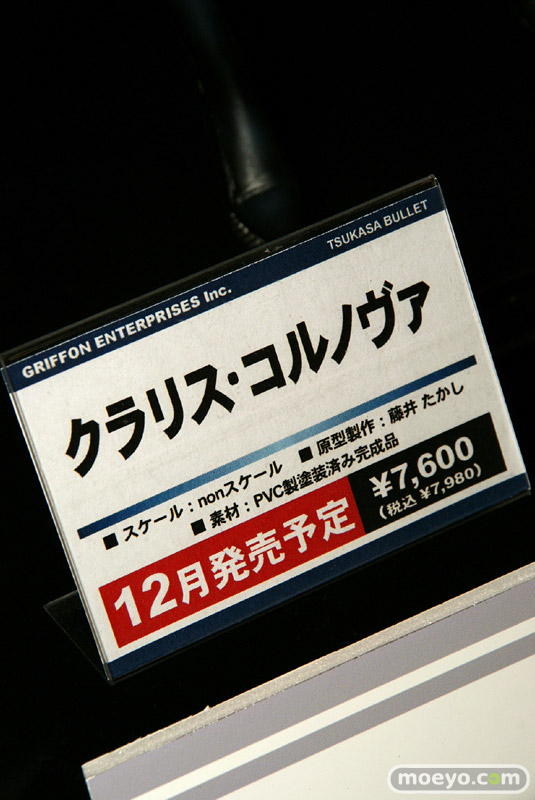 GRIFFON ENTERPRISES Inc.
TSUKASA BULLET
クラリス・コルノヴァ
■ スケール：nonスケール ■ 原型製作：藤井 たかし
■ 素材：PVC製塗装済み完成品
12月発売予定
¥7,600
(税込 ¥7,980)
moeyo.com